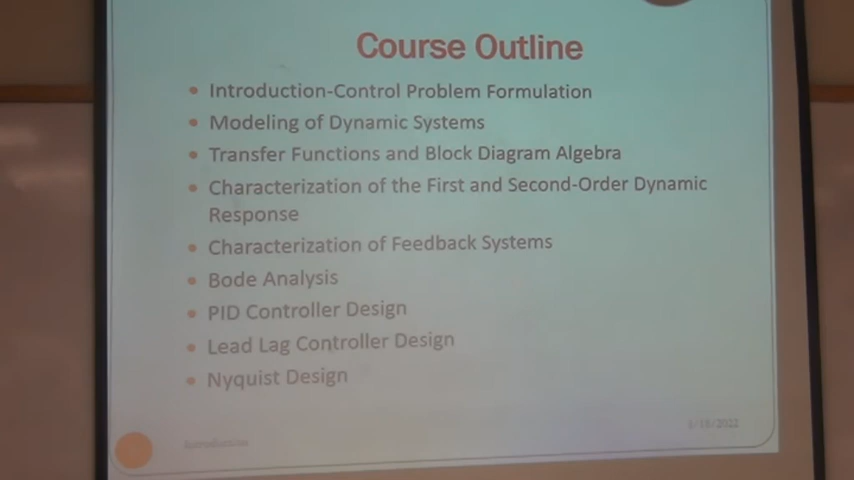 Course Outline
• Introduction-Control Problem Formulation
• Modeling of Dynamic Systems
• Transfer Functions and Block Diagram Algebra
• Characterization of the First and Second-Order Dynamic
Response
• Characterization of Feedback Systems
• Bode Analysis
• PID Controller Design
• Lead Lag Controller Design
• Nyquist Design
Introduction